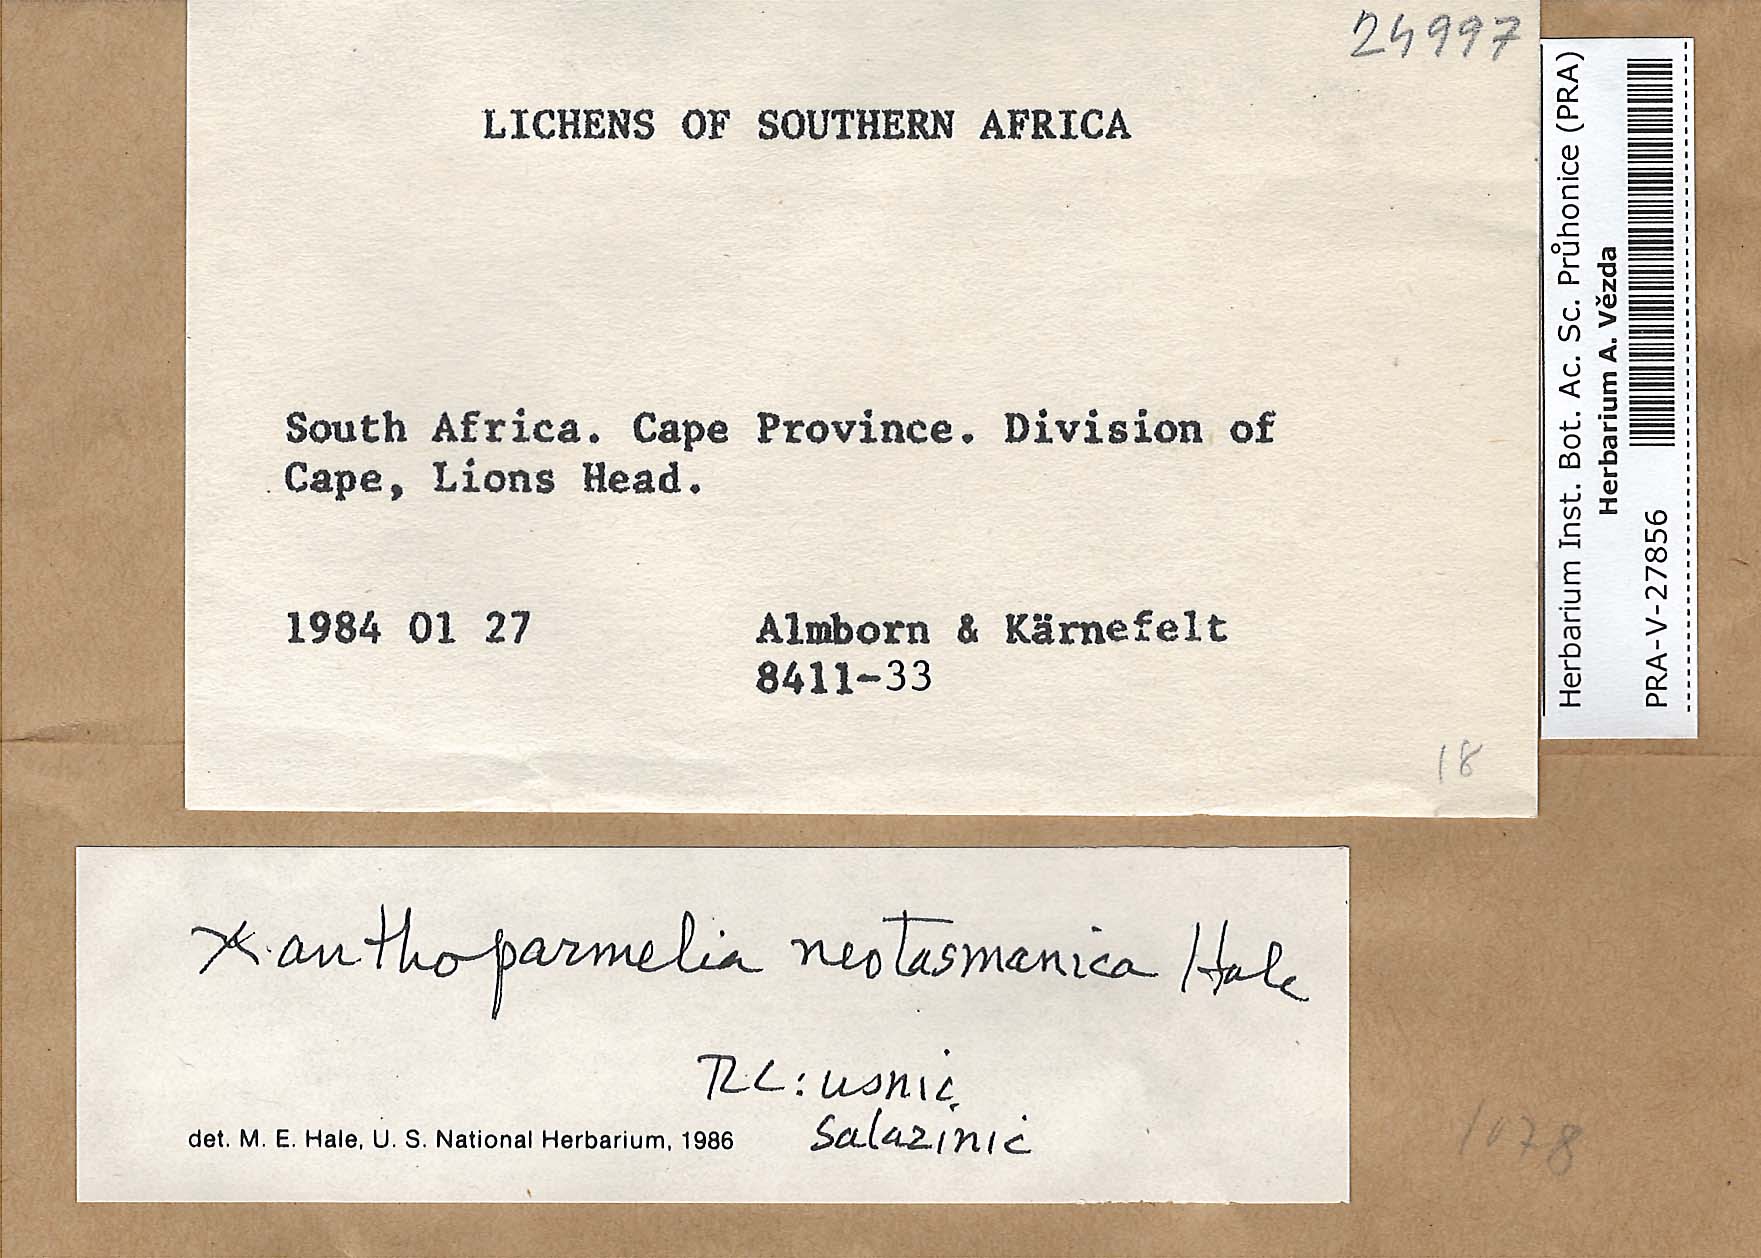 24997
LICHENS OF SOUTHERN AFRICA
South Africa. Cape Province. Division of
Cape, Lions Head.
1984 01 27 Almborn & Kärnefelt
8411-33
18
Herbarium Inst. Bot. Ac. Sc. Průhonice (PRA)
Herbarium A. Vězda
PRA-V-27856
Xanthoparmelia neotasmanica Hale
TLC: usnic,
salazinic
det. M. E. Hale, U. S. National Herbarium, 1986
1078